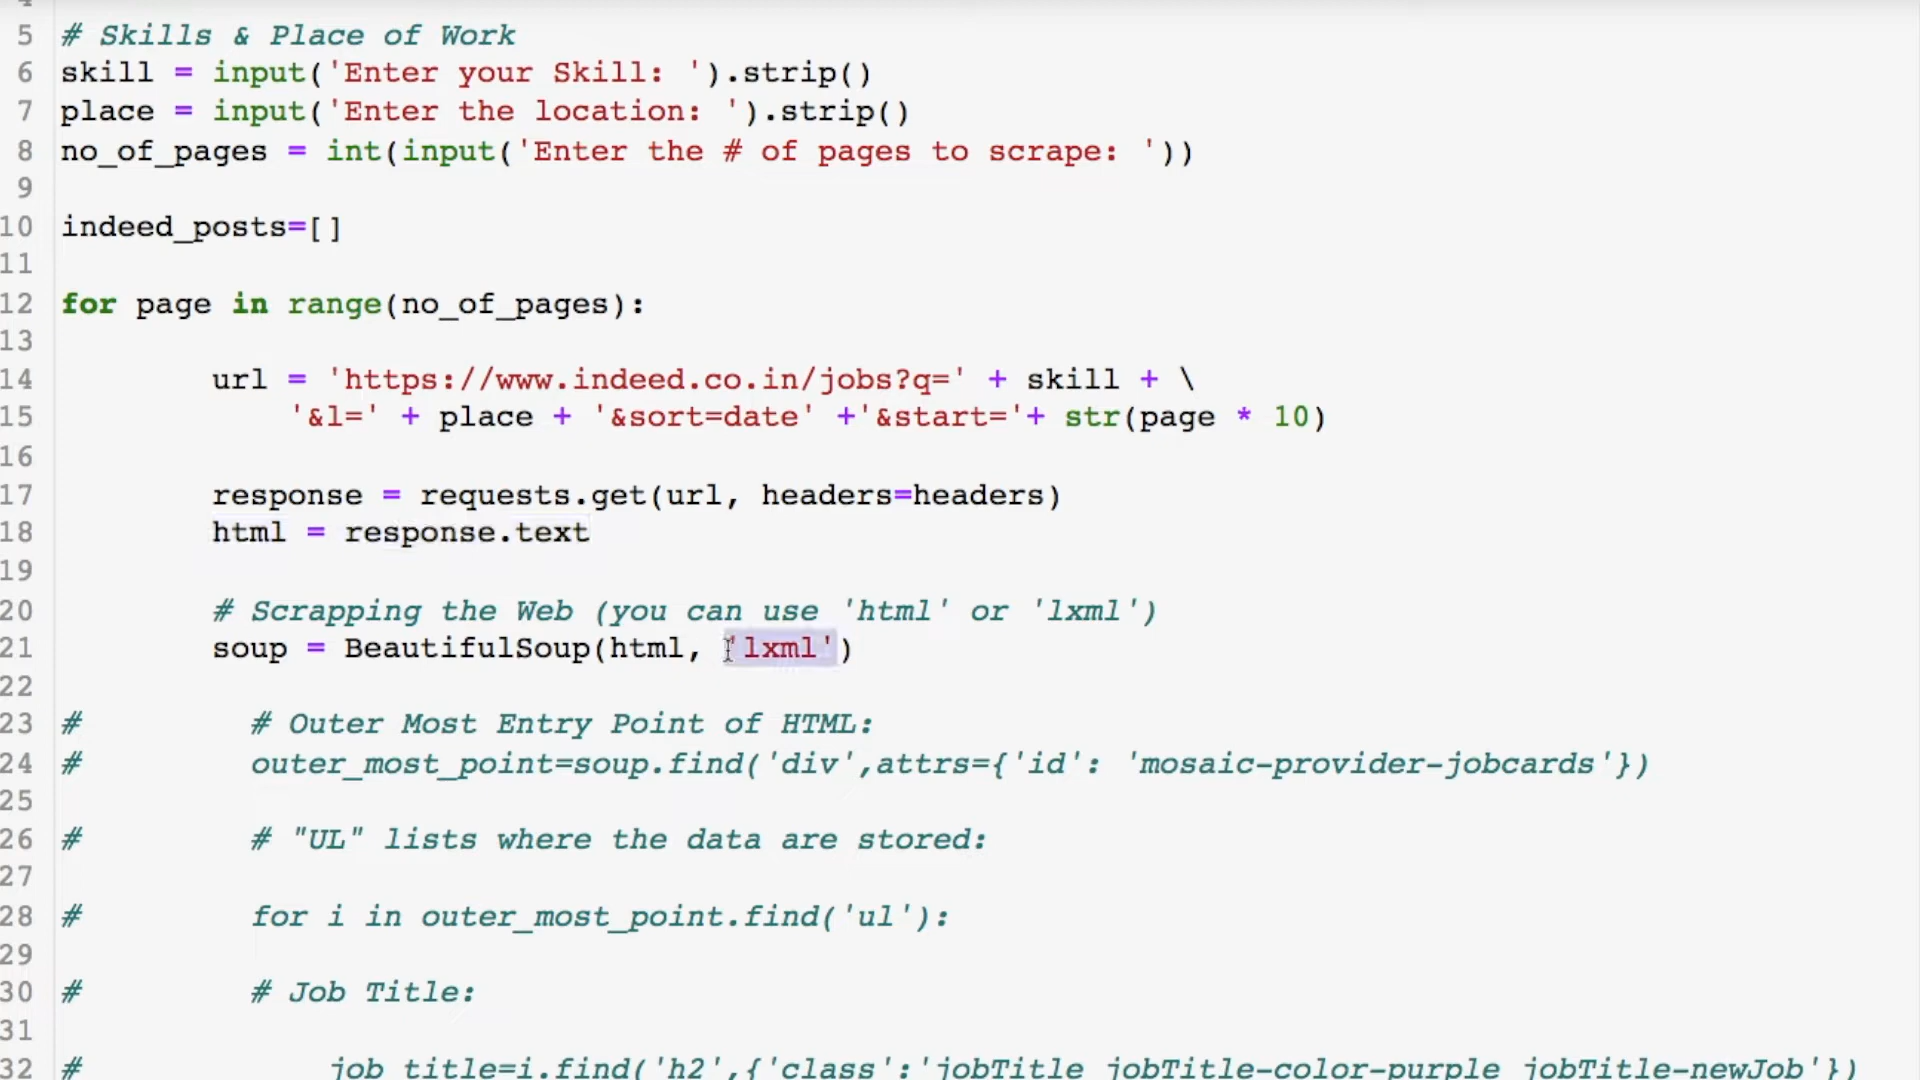 5 # Skills & Place of Work
6 skill = input('Enter your Skill: ').strip()
7 place = input('Enter the location: ').strip()
8 no_of_pages = int(input('Enter the # of pages to scrape: '))
9
10 indeed_posts=[]
11
12 for page in range(no_of_pages):
13
14 url = 'https://www.indeed.co.in/jobs?q=' + skill + \
15 '&l=' + place + '&sort=date' +'&start='+ str(page * 10)
16
17 response = requests.get(url, headers=headers)
18 html = response.text
19
20 # Scrapping the Web (you can use 'html' or 'lxml')
21 soup = BeautifulSoup(html, 'lxml')
22
23 # # Outer Most Entry Point of HTML:
24 # outer_most_point=soup.find('div',attrs={'id': 'mosaic-provider-jobcards'})
25
26 # # "UL" lists where the data are stored:
27
28 # for i in outer_most_point.find('ul'):
29
30 # # Job Title:
31
32 # job_title=i.find('h2',{'class':'jobTitle jobTitle-color-purple jobTitle-newJob'})